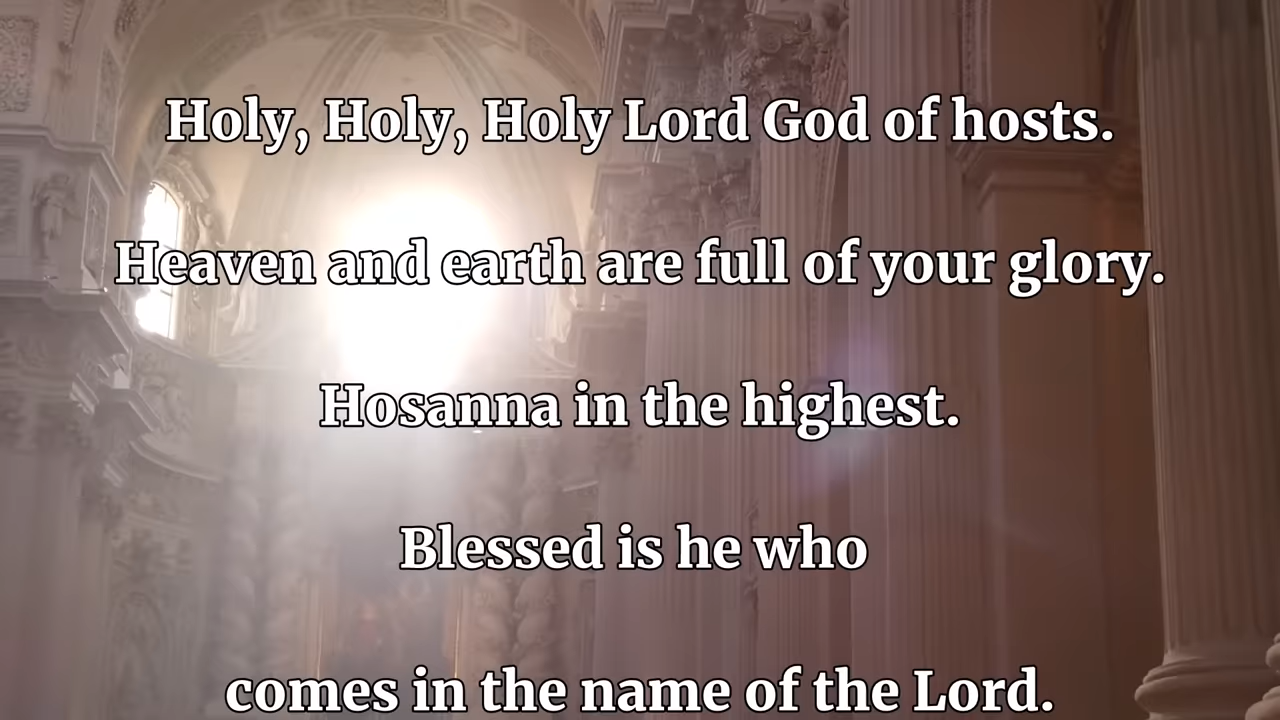 Holy, Holy, Holy Lord God of hosts.
Heaven and earth are full of your glory.
Hosanna in the highest.
Blessed is he who
comes in the name of the Lord.